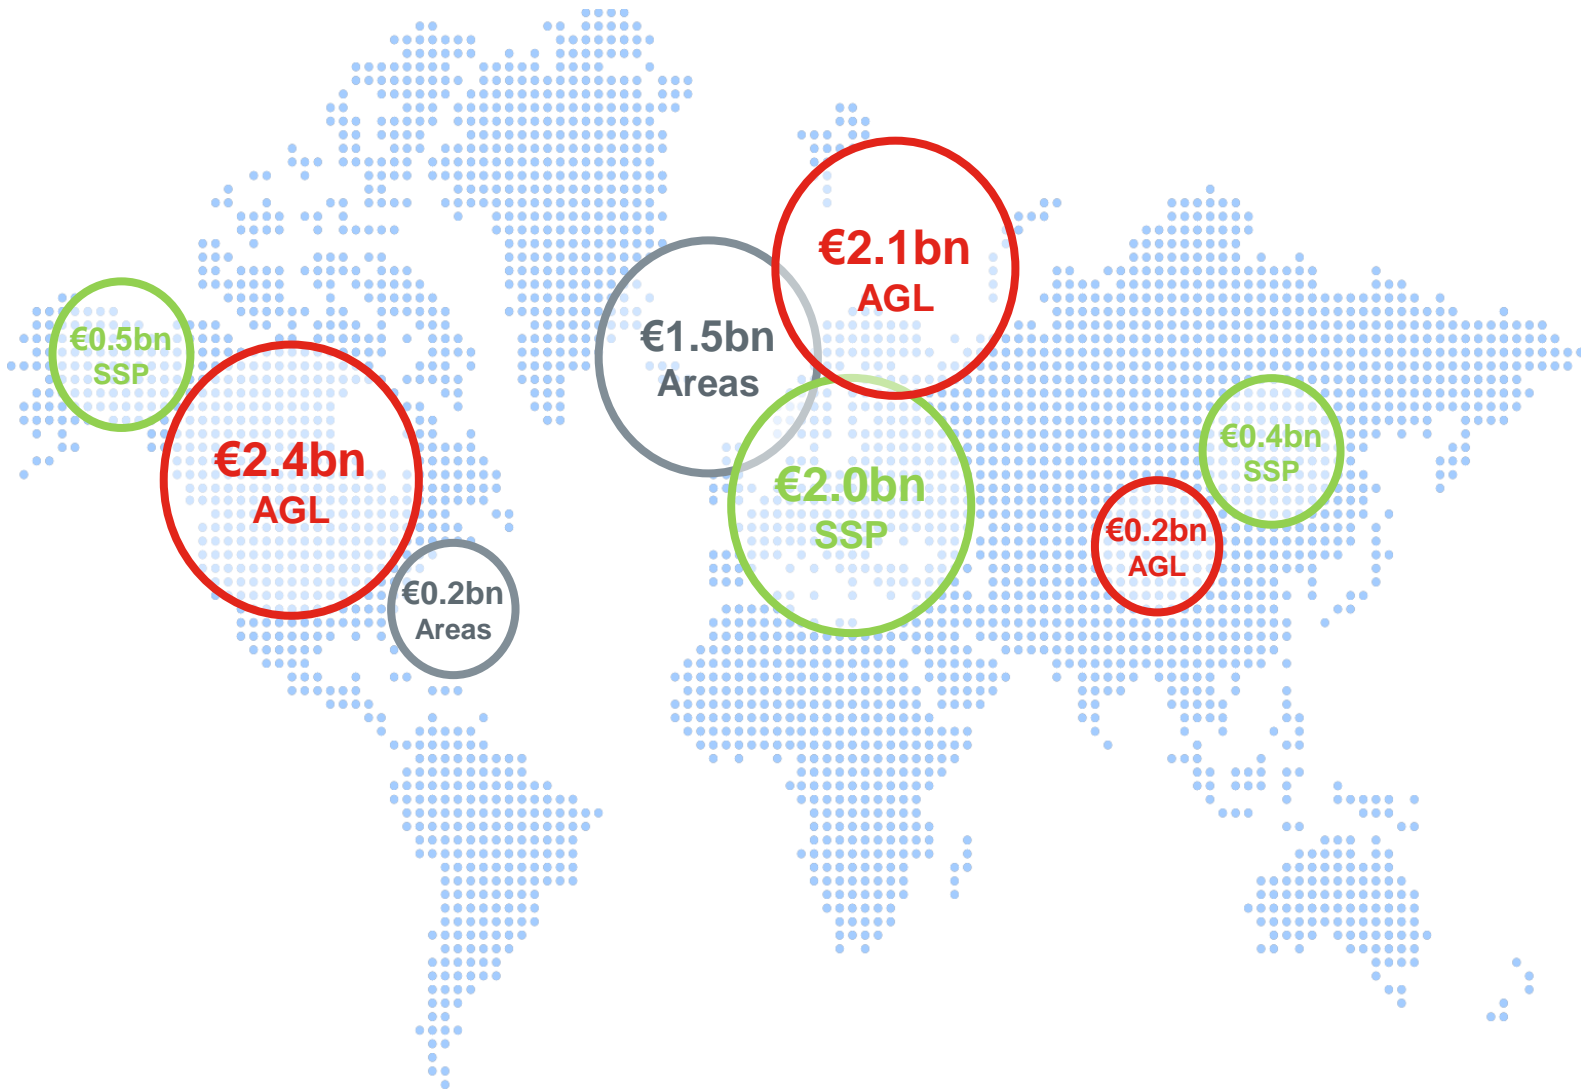 €2.1bn
AGL
€0.5bn
SSP
€1.5bn
Areas
€2.4bn
AGL
€2.0bn
SSP
€0.4bn
SSP
€0.2bn
AGL
€0.2bn
Areas